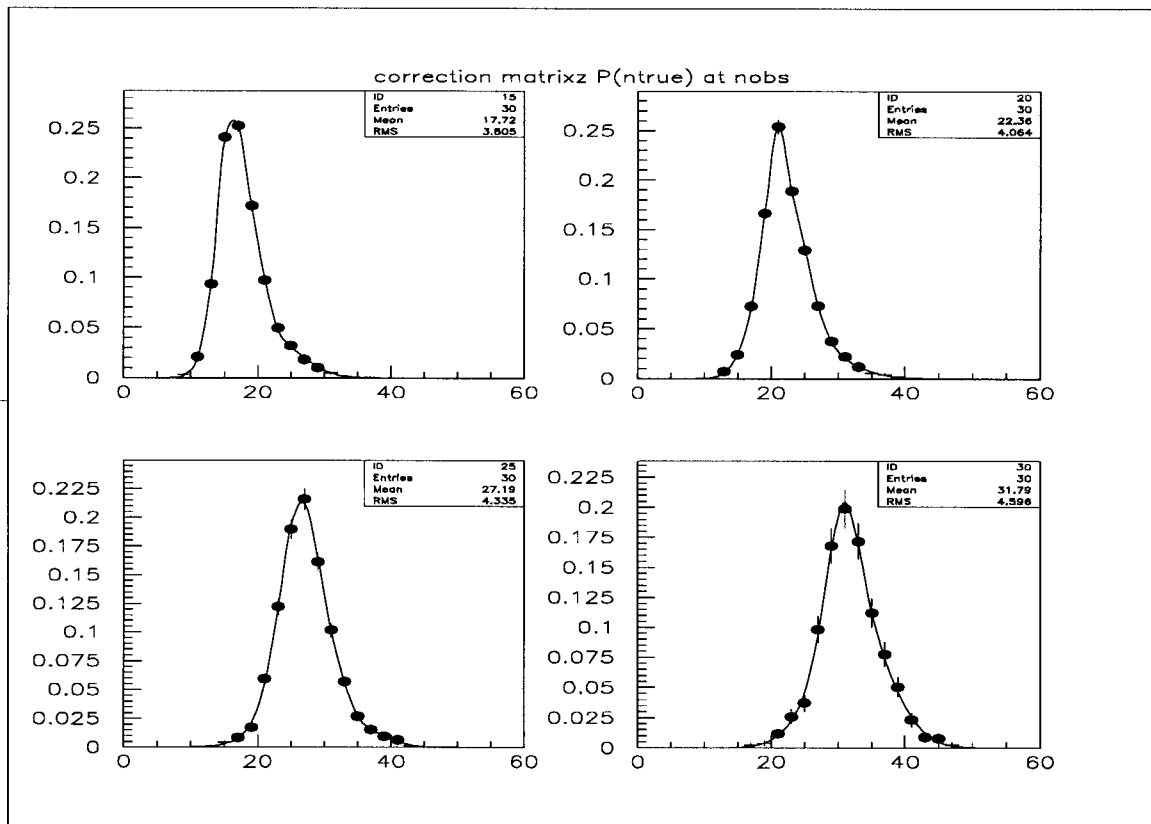 correction matrixz P(ntrue) at nobs
ID 15
Entries 30
Mean 17.72
RMS 3.805
0.25
0.2
0.15
0.1
0.05
0
0 20 40 60
ID 20
Entries 30
Mean 22.36
RMS 4.064
0.25
0.2
0.15
0.1
0.05
0
0 20 40 60
ID 25
Entries 30
Mean 27.19
RMS 4.335
0.225
0.2
0.175
0.15
0.125
0.1
0.075
0.05
0.025
0
0 20 40 60
ID 30
Entries 30
Mean 31.79
RMS 4.596
0.225
0.2
0.175
0.15
0.125
0.1
0.075
0.05
0.025
0
0 20 40 60